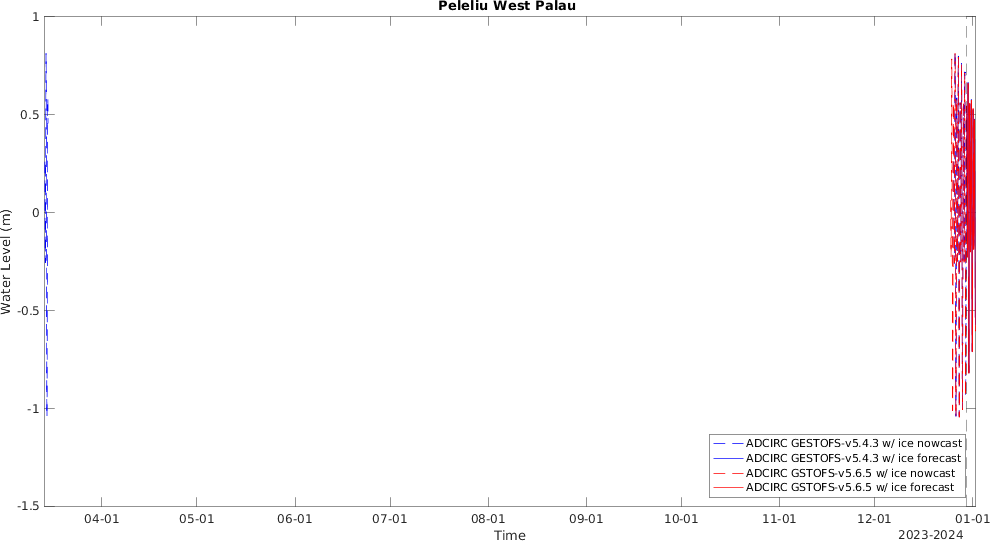 Peleliu West Palau
1
0.5
0
-0.5
-1
-1.5
Water Level (m)
ADCIRC GESTOFS-v5.4.3 w/ ice nowcast
ADCIRC GESTOFS-v5.4.3 w/ ice forecast
ADCIRC GSTOFS-v5.6.5 w/ ice nowcast
ADCIRC GSTOFS-v5.6.5 w/ ice forecast
04-01 05-01 06-01 07-01 08-01 09-01 10-01 11-01 12-01 01-01
Time
2023-2024